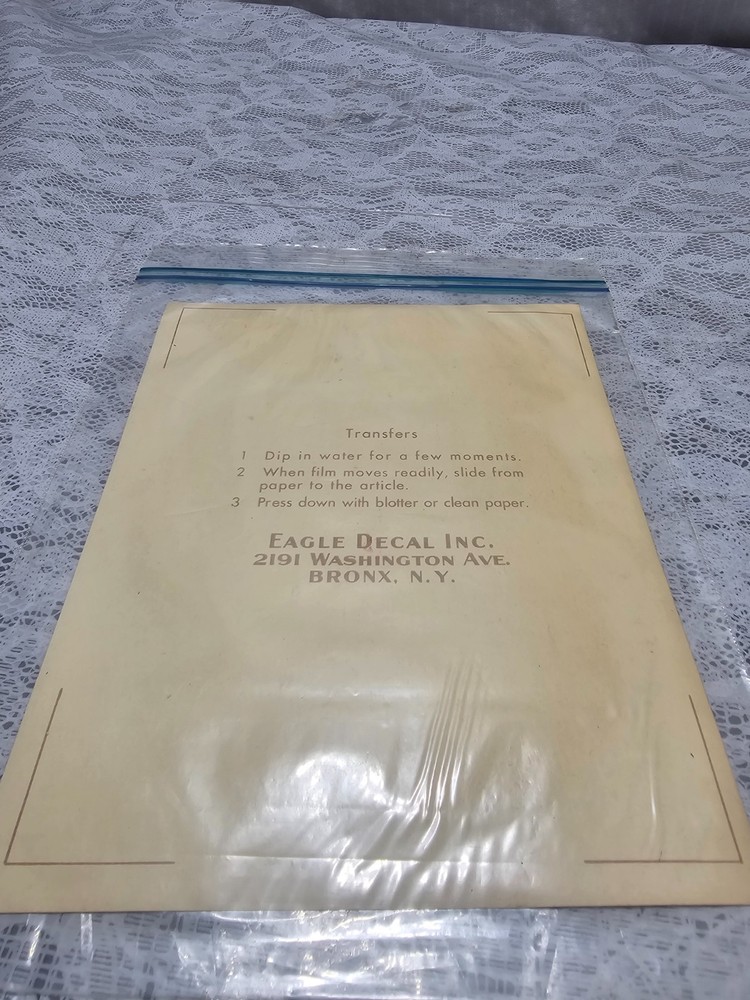 Transfers
1 Dip in water for a few moments.
2 When film moves readily, slide from
paper to the article.
3 Press down with blotter or clean paper.
EAGLE DECAL INC.
2191 WASHINGTON AVE.
BRONX, N.Y.